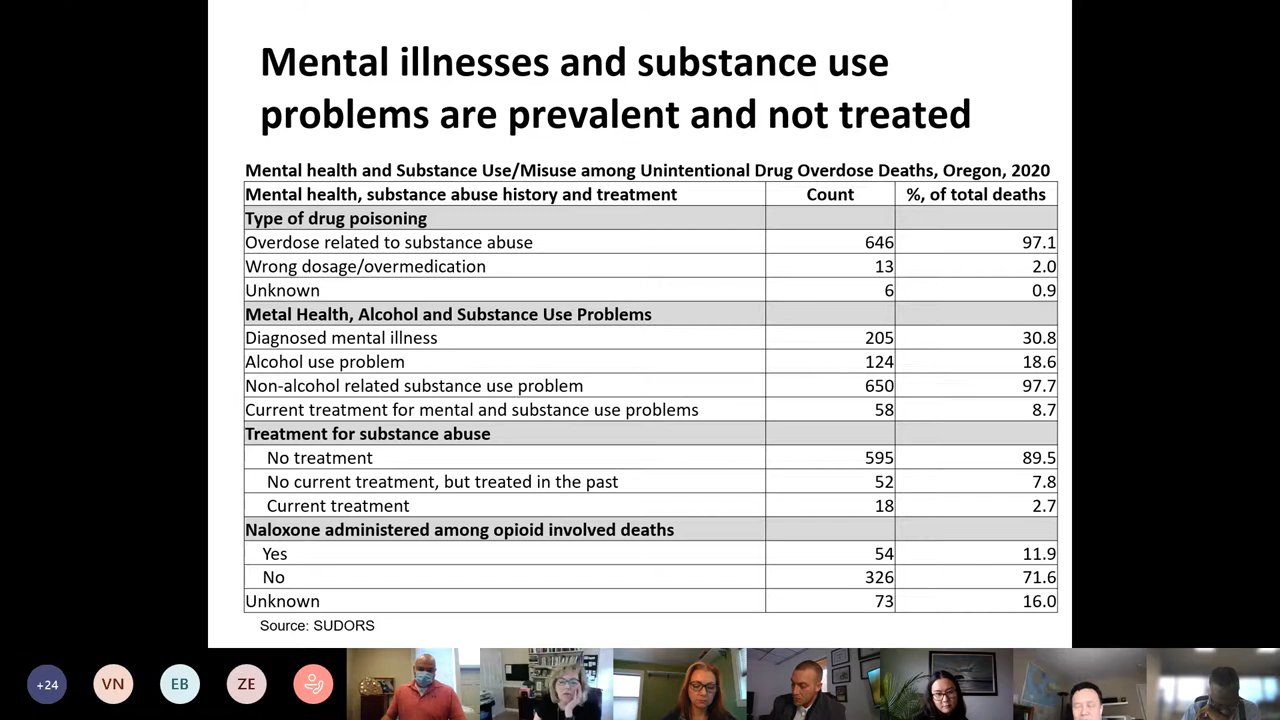 Mental illnesses and substance use
problems are prevalent and not treated
Mental health and Substance Use/Misuse among Unintentional Drug Overdose Deaths, Oregon, 2020
Mental health, substance abuse history and treatment Count %, of total deaths
Type of drug poisoning
Overdose related to substance abuse 646 97.1
Wrong dosage/overmedication 13 2.0
Unknown 6 0.9
Metal Health, Alcohol and Substance Use Problems
Diagnosed mental illness 205 30.8
Alcohol use problem 124 18.6
Non-alcohol related substance use problem 650 97.7
Current treatment for mental and substance use problems 58 8.7
Treatment for substance abuse
No treatment 595 89.5
No current treatment, but treated in the past 52 7.8
Current treatment 18 2.7
Naloxone administered among opioid involved deaths
Yes 54 11.9
No 326 71.6
Unknown 73 16.0
Source: SUDORS
+24 VN EB ZE